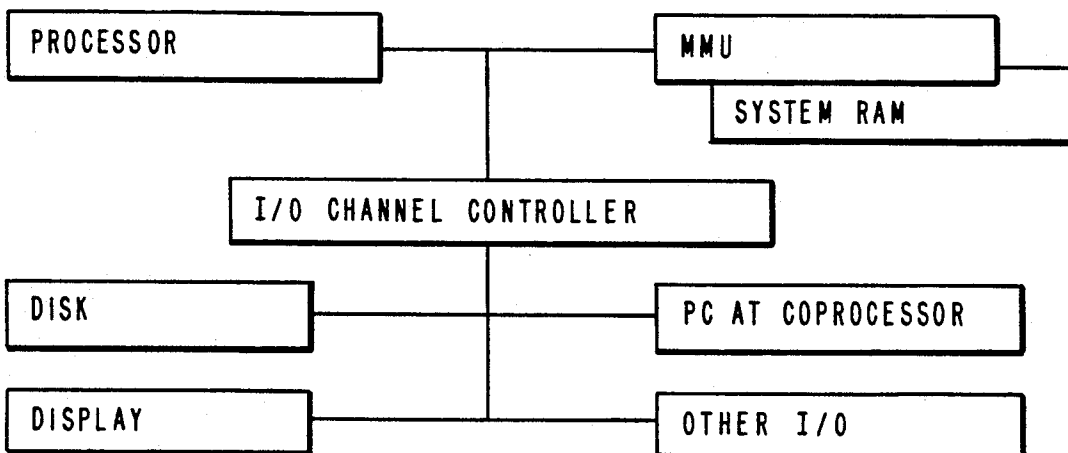 PROCESSOR
MMU
SYSTEM RAM
I/O CHANNEL CONTROLLER
DISK
PC AT COPROCESSOR
DISPLAY
OTHER I/O